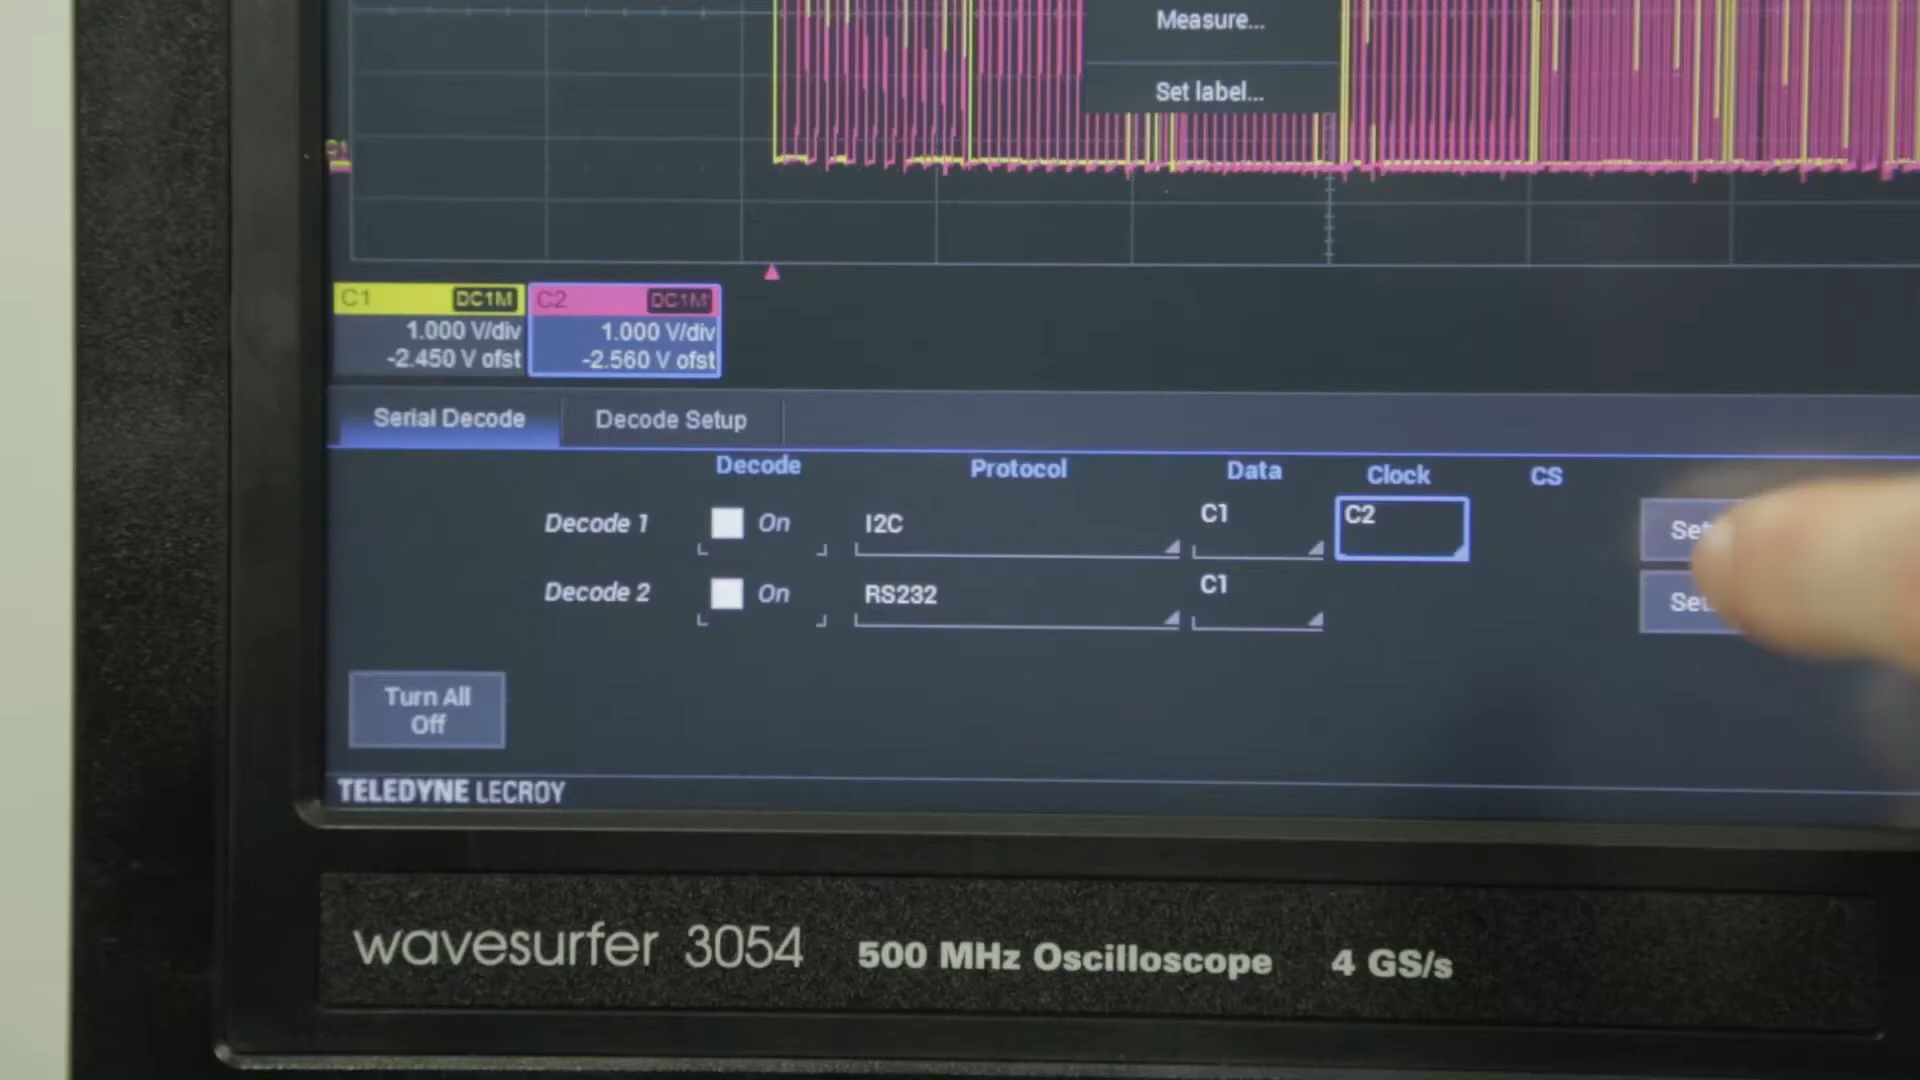 Measure...
Set label...
C1
C1 DC1M
1.000 V/div
-2.450 V ofst
C2 DC1M
1.000 V/div
-2.560 V ofst
Serial Decode Decode Setup
Decode Protocol Data Clock CS
Decode 1 On I2C C1 C2
Decode 2 On RS232 C1
Turn All
Off
TELEDYNE LECROY
wavesurfer 3054 500 MHz Oscilloscope 4 GS/s